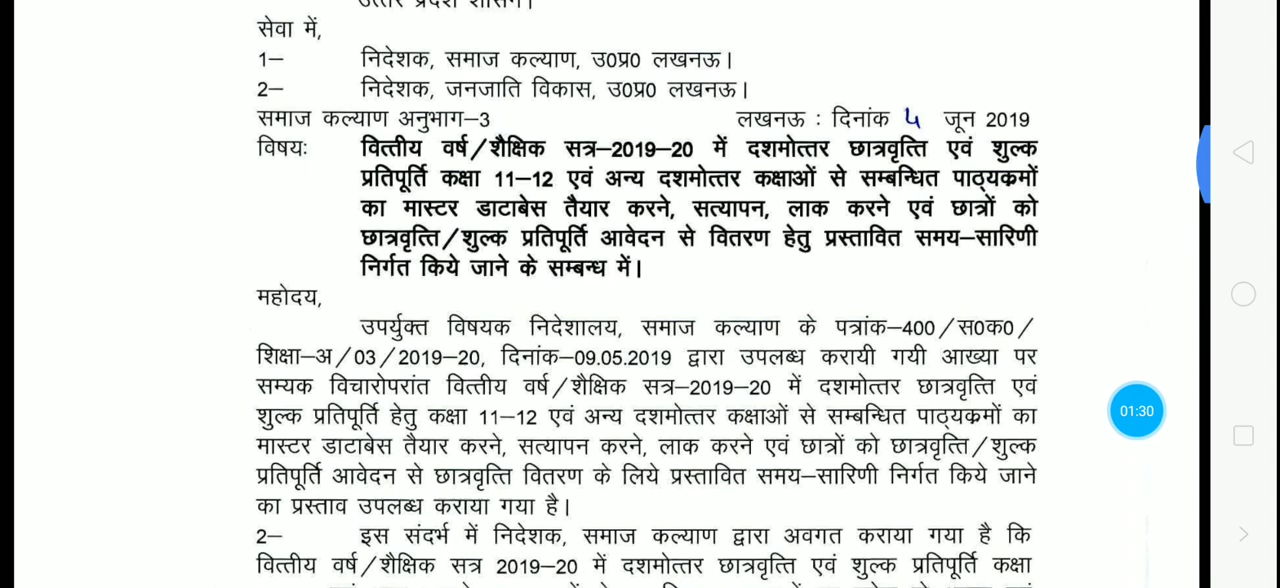 उत्तर प्रदेश शासन।
सेवा में,
1– निदेशक, समाज कल्याण, उ0प्र0 लखनऊ।
2– निदेशक, जनजाति विकास, उ0प्र0 लखनऊ।
समाज कल्याण अनुभाग–3 लखनऊ : दिनांक 4 जून 2019
विषयः वित्तीय वर्ष/शैक्षिक सत्र–2019–20 में दशमोत्तर छात्रवृत्ति एवं शुल्क
प्रतिपूर्ति कक्षा 11–12 एवं अन्य दशमोत्तर कक्षाओं से सम्बन्धित पाठ्यक्रमों
का मास्टर डाटाबेस तैयार करने, सत्यापन, लाक करने एवं छात्रों को
छात्रवृत्ति/शुल्क प्रतिपूर्ति आवेदन से वितरण हेतु प्रस्तावित समय–सारिणी
निर्गत किये जाने के सम्बन्ध में।
महोदय,
उपर्युक्त विषयक निदेशालय, समाज कल्याण के पत्रांक–400/स0क0/
शिक्षा–अ/03/2019–20, दिनांक–09.05.2019 द्वारा उपलब्ध करायी गयी आख्या पर
सम्यक विचारोपरांत वित्तीय वर्ष/शैक्षिक सत्र–2019–20 में दशमोत्तर छात्रवृत्ति एवं
शुल्क प्रतिपूर्ति हेतु कक्षा 11–12 एवं अन्य दशमोत्तर कक्षाओं से सम्बन्धित पाठ्यक्रमों का
मास्टर डाटाबेस तैयार करने, सत्यापन करने, लाक करने एवं छात्रों को छात्रवृत्ति/शुल्क
प्रतिपूर्ति आवेदन से छात्रवृत्ति वितरण के लिये प्रस्तावित समय–सारिणी निर्गत किये जाने
का प्रस्ताव उपलब्ध कराया गया है।
2– इस संदर्भ में निदेशक, समाज कल्याण द्वारा अवगत कराया गया है कि
वित्तीय वर्ष/शैक्षिक सत्र 2019–20 में दशमोत्तर छात्रवृत्ति एवं शुल्क प्रतिपूर्ति कक्षा
01:30